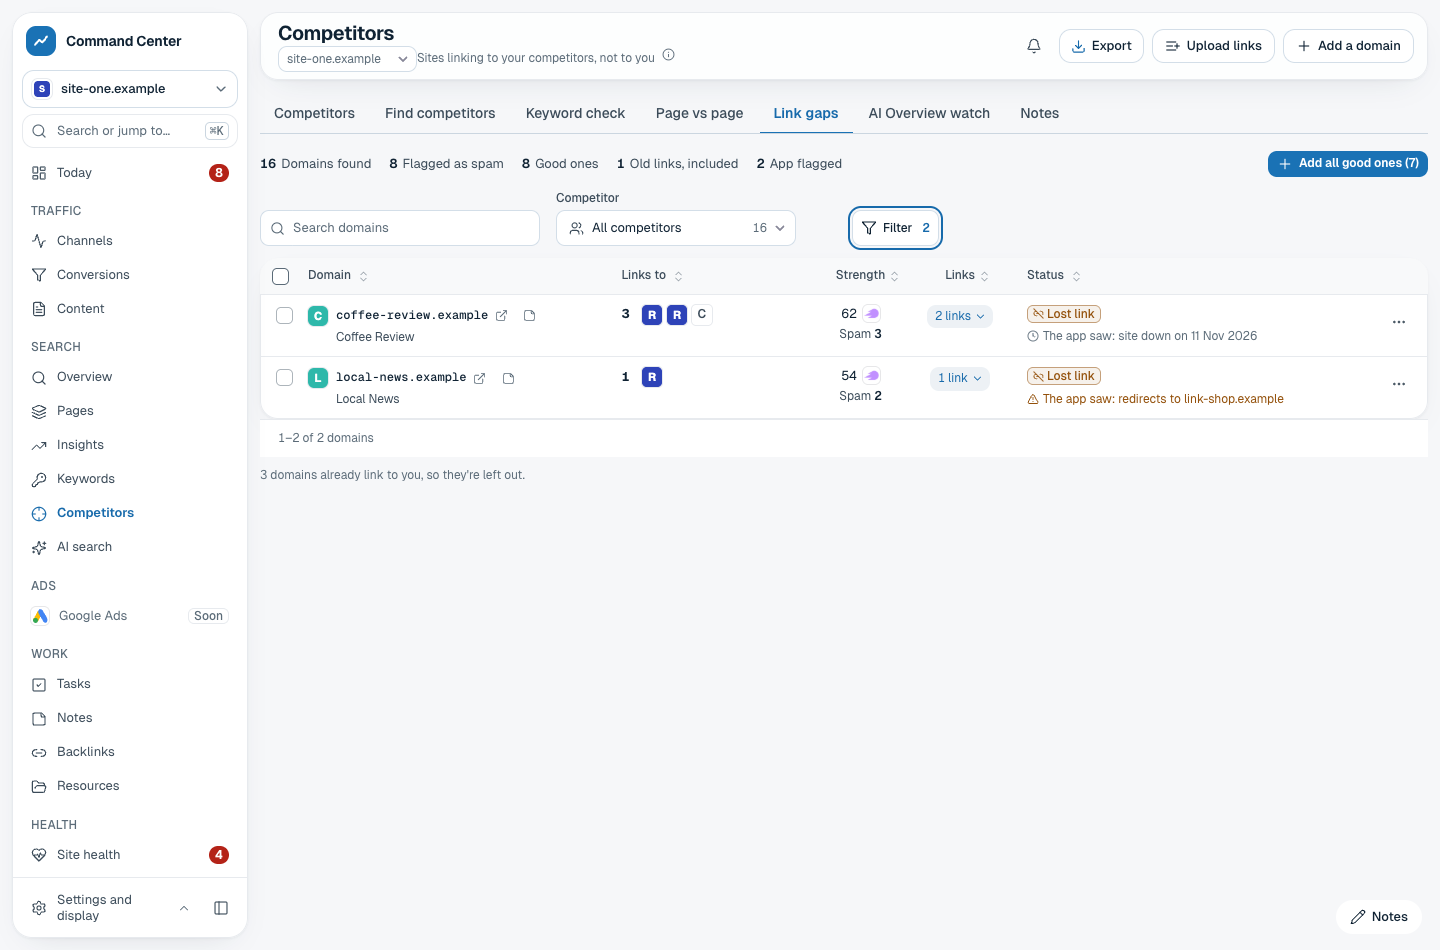 Command Center
S site-one.example
Search or jump to... ⌘K
Today 8
TRAFFIC
Channels
Conversions
Content
SEARCH
Overview
Pages
Insights
Keywords
Competitors
AI search
ADS
Google Ads Soon
WORK
Tasks
Notes
Backlinks
Resources
HEALTH
Site health 4
Settings and
display
Competitors
site-one.example Sites linking to your competitors, not to you
Export
Upload links
Add a domain
Competitors Find competitors Keyword check Page vs page Link gaps AI Overview watch Notes
16 Domains found 8 Flagged as spam 8 Good ones 1 Old links, included 2 App flagged
Add all good ones (7)
Competitor
Search domains
All competitors 16
Filter 2
Domain Links to Strength Links Status
C coffee-review.example 3 R R C 62 2 links Lost link
Coffee Review Spam 3 The app saw: site down on 11 Nov 2026
L local-news.example 1 R 54 1 link Lost link
Local News Spam 2 The app saw: redirects to link-shop.example
1–2 of 2 domains
3 domains already link to you, so they're left out.
Notes